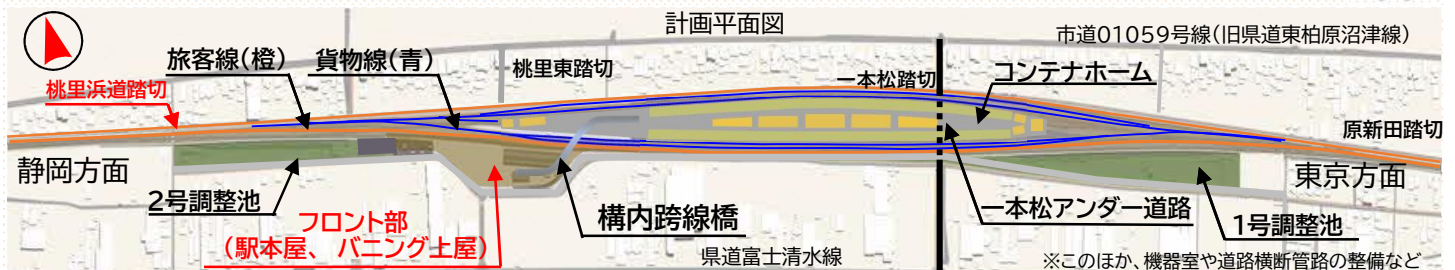 計画平面図
市道01059号線(旧県道東柏原沼津線)
旅客線(橙)
貨物線(青)
桃里東踏切
一本松踏切
コンテナホーム
桃里浜道踏切
原新田踏切
静岡方面
東京方面
2号調整池
フロント部
(駅本屋、バニング上屋)
構内跨線橋
一本松アンダー道路
1号調整池
県道富士清水線
※このほか、機器室や道路横断管路の整備など